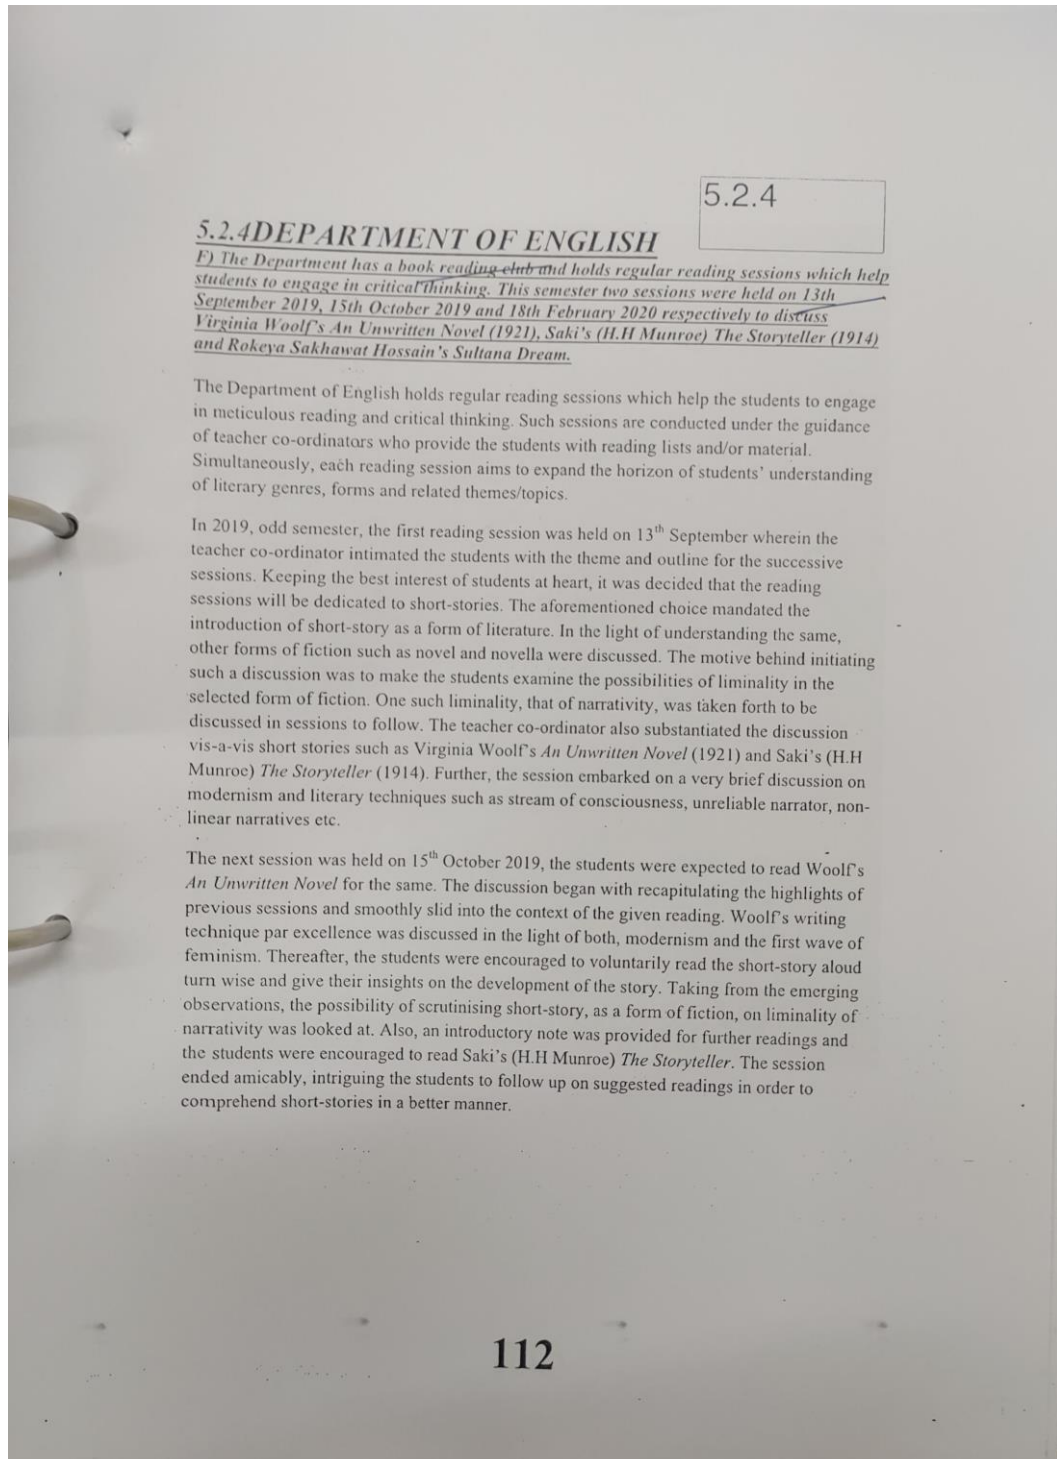 5.2.4
5.2.4DEPARTMENT OF ENGLISH
F) The Department has a book reading club and holds regular reading sessions which help
students to engage in critical thinking. This semester two sessions were held on 13th
September 2019, 15th October 2019 and 18th February 2020 respectively to discuss
Virginia Woolf's An Unwritten Novel (1921), Saki's (H.H Munroe) The Storyteller (1914)
and Rokeya Sakhawat Hossain's Sultana Dream.
The Department of English holds regular reading sessions which help the students to engage
in meticulous reading and critical thinking. Such sessions are conducted under the guidance
of teacher co-ordinators who provide the students with reading lists and/or material.
Simultaneously, each reading session aims to expand the horizon of students' understanding
of literary genres, forms and related themes/topics.
In 2019, odd semester, the first reading session was held on 13th September wherein the
teacher co-ordinator intimated the students with the theme and outline for the successive
sessions. Keeping the best interest of students at heart, it was decided that the reading
sessions will be dedicated to short-stories. The aforementioned choice mandated the
introduction of short-story as a form of literature. In the light of understanding the same,
other forms of fiction such as novel and novella were discussed. The motive behind initiating
such a discussion was to make the students examine the possibilities of liminality in the
selected form of fiction. One such liminality, that of narrativity, was taken forth to be
discussed in sessions to follow. The teacher co-ordinator also substantiated the discussion
vis-a-vis short stories such as Virginia Woolf's An Unwritten Novel (1921) and Saki's (H.H
Munroe) The Storyteller (1914). Further, the session embarked on a very brief discussion on
modernism and literary techniques such as stream of consciousness, unreliable narrator, non-
linear narratives etc.
The next session was held on 15th October 2019, the students were expected to read Woolf's
An Unwritten Novel for the same. The discussion began with recapitulating the highlights of
previous sessions and smoothly slid into the context of the given reading. Woolf's writing
technique par excellence was discussed in the light of both, modernism and the first wave of
feminism. Thereafter, the students were encouraged to voluntarily read the short-story aloud
turn wise and give their insights on the development of the story. Taking from the emerging
observations, the possibility of scrutinising short-story, as a form of fiction, on liminality of
narrativity was looked at. Also, an introductory note was provided for further readings and
the students were encouraged to read Saki's (H.H Munroe) The Storyteller. The session
ended amicably, intriguing the students to follow up on suggested readings in order to
comprehend short-stories in a better manner.
112